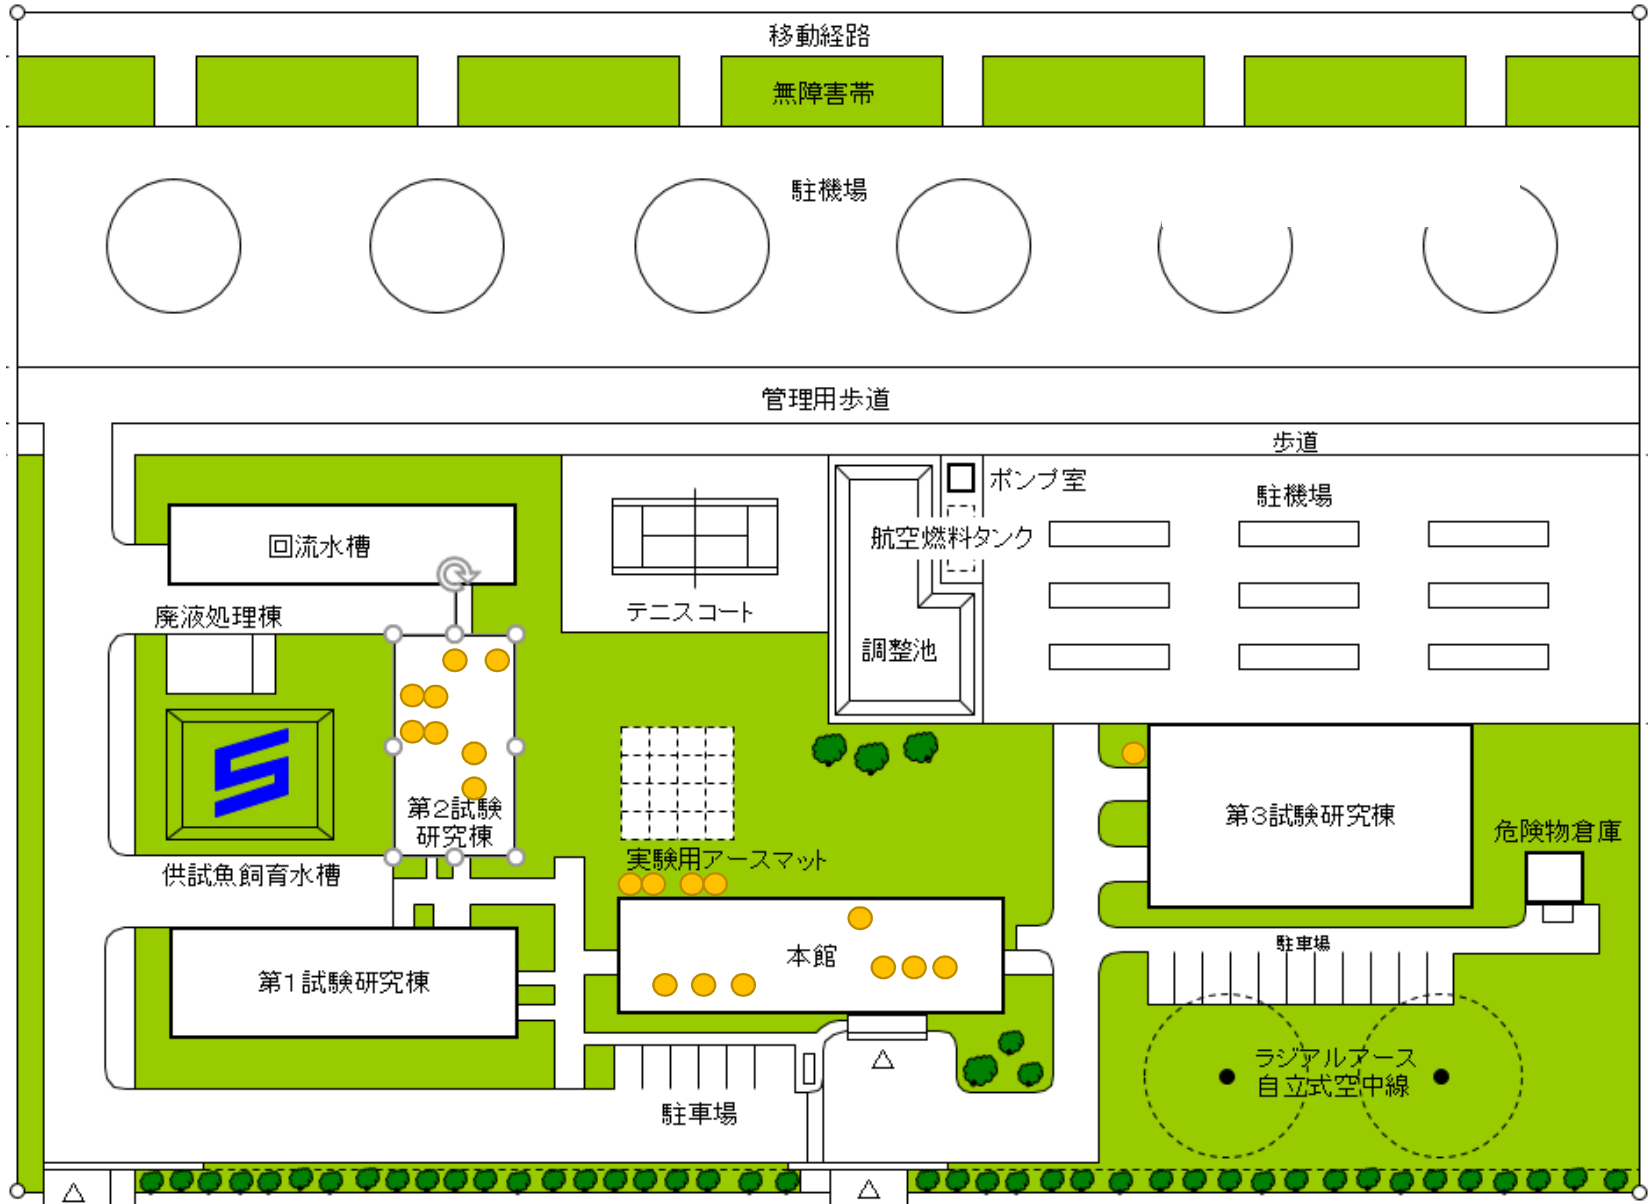 移動経路
無障害帯
駐機場
管理用歩道
歩道
ポンプ室
駐機場
航空燃料タンク
回流水槽
テニスコート
廃液処理棟
調整池
第2試験
研究棟
第3試験研究棟
危険物倉庫
実験用アースマット
供試魚飼育水槽
駐車場
本館
第1試験研究棟
ラジアルアース
自立式空中線
駐車場